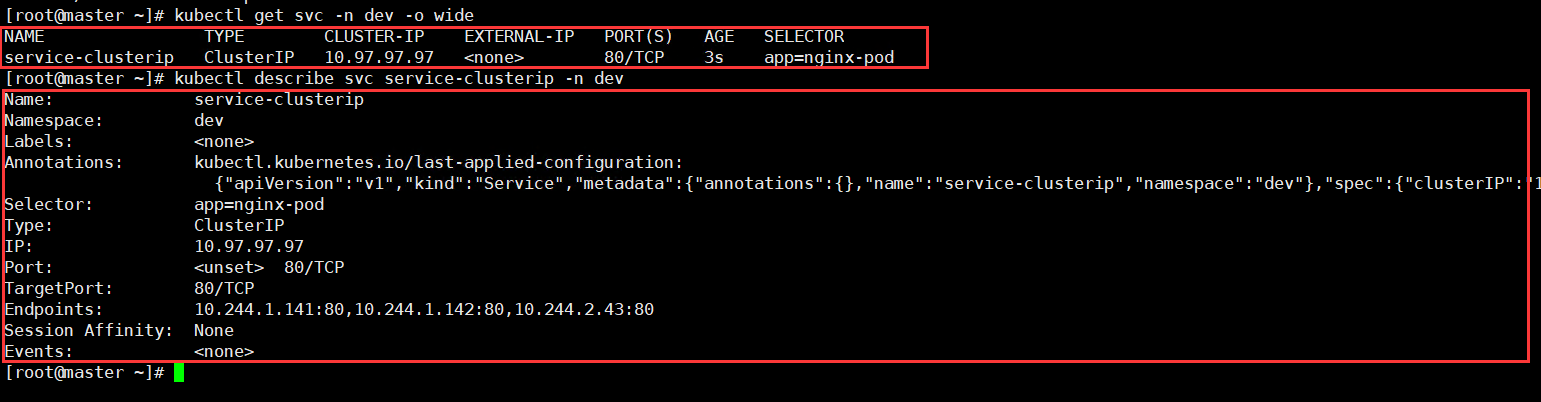 [root@master ~]# kubectl get svc -n dev -o wide
NAME                TYPE        CLUSTER-IP    EXTERNAL-IP   PORT(S)   AGE   SELECTOR
service-clusterip   ClusterIP   10.97.97.97   <none>        80/TCP    3s    app=nginx-pod
[root@master ~]# kubectl describe svc service-clusterip -n dev
Name:              service-clusterip
Namespace:         dev
Labels:            <none>
Annotations:       kubectl.kubernetes.io/last-applied-configuration:
                     {"apiVersion":"v1","kind":"Service","metadata":{"annotations":{},"name":"service-clusterip","namespace":"dev"},"spec":{"clusterIP":"1
Selector:          app=nginx-pod
Type:              ClusterIP
IP:                10.97.97.97
Port:              <unset>  80/TCP
TargetPort:        80/TCP
Endpoints:         10.244.1.141:80,10.244.1.142:80,10.244.2.43:80
Session Affinity:  None
Events:            <none>
[root@master ~]#